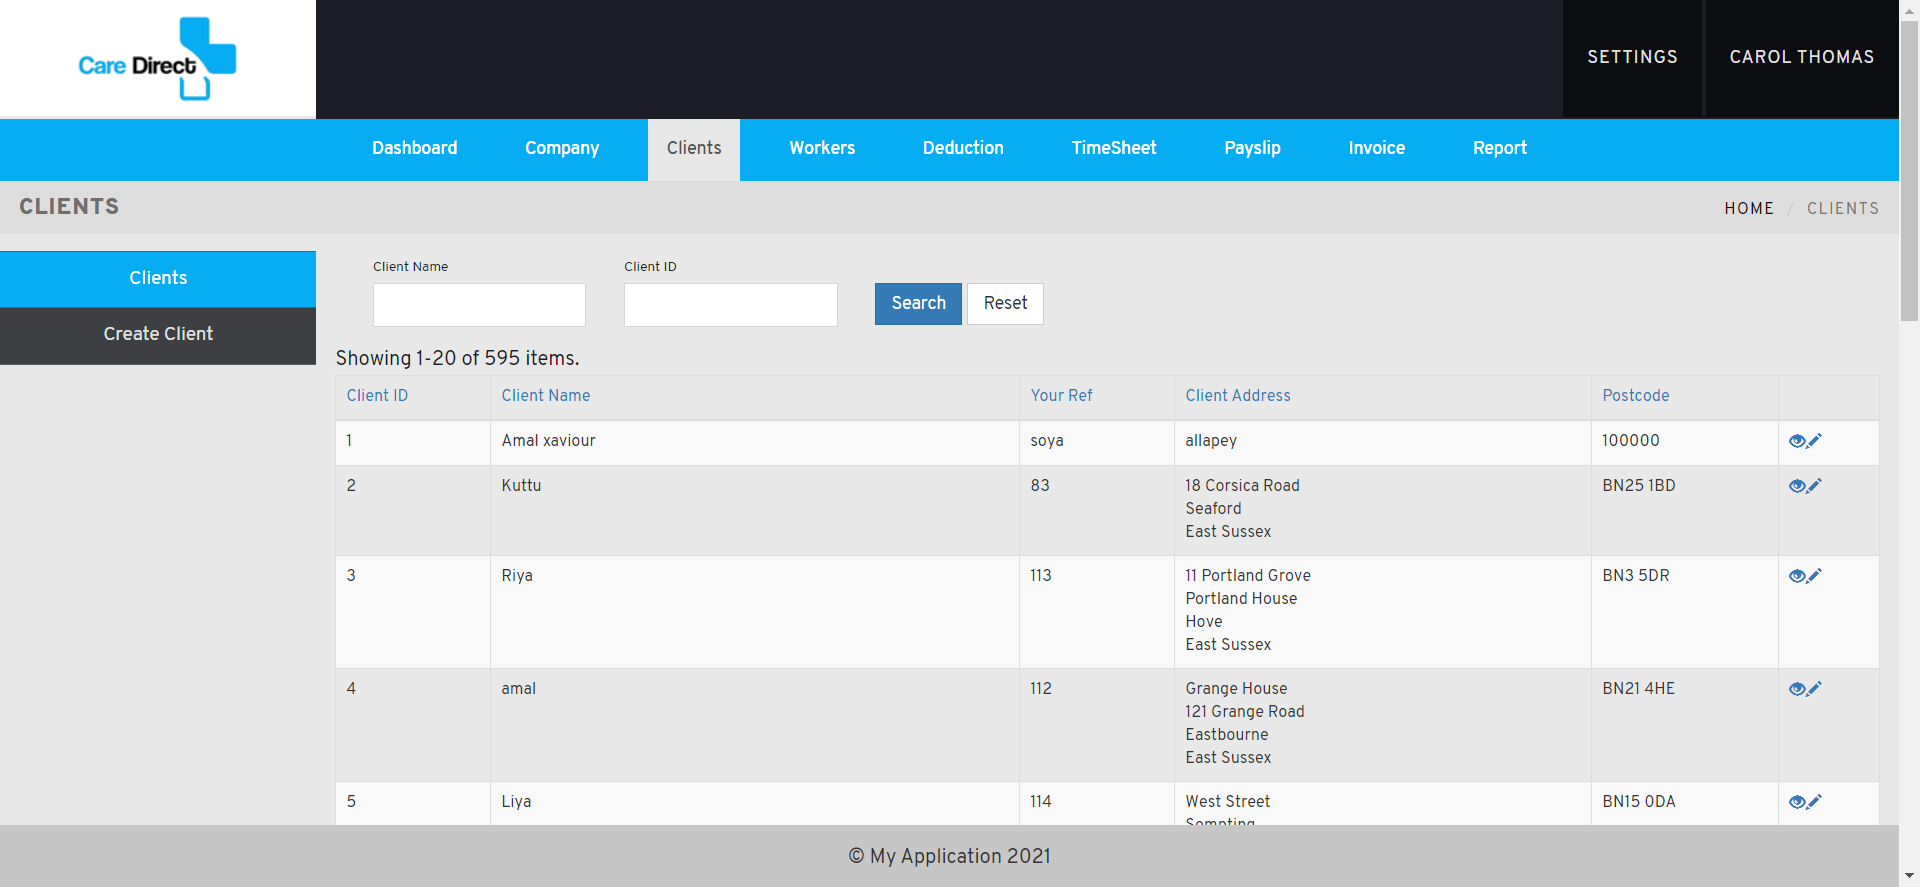 Care Direct
SETTINGS
CAROL THOMAS
Dashboard
Company
Clients
Workers
Deduction
TimeSheet
Payslip
Invoice
Report
CLIENTS
HOME / CLIENTS
Clients
Create Client
Client Name
Client ID
Search
Reset
Showing 1-20 of 595 items.
Client ID
Client Name
Your Ref
Client Address
Postcode
1
Amal xaviour
soya
allapey
100000
2
Kuttu
83
18 Corsica Road
Seaford
East Sussex
BN25 1BD
3
Riya
113
11 Portland Grove
Portland House
Hove
East Sussex
BN3 5DR
4
amal
112
Grange House
121 Grange Road
Eastbourne
East Sussex
BN21 4HE
5
Liya
114
West Street
Sompting
BN15 0DA
© My Application 2021